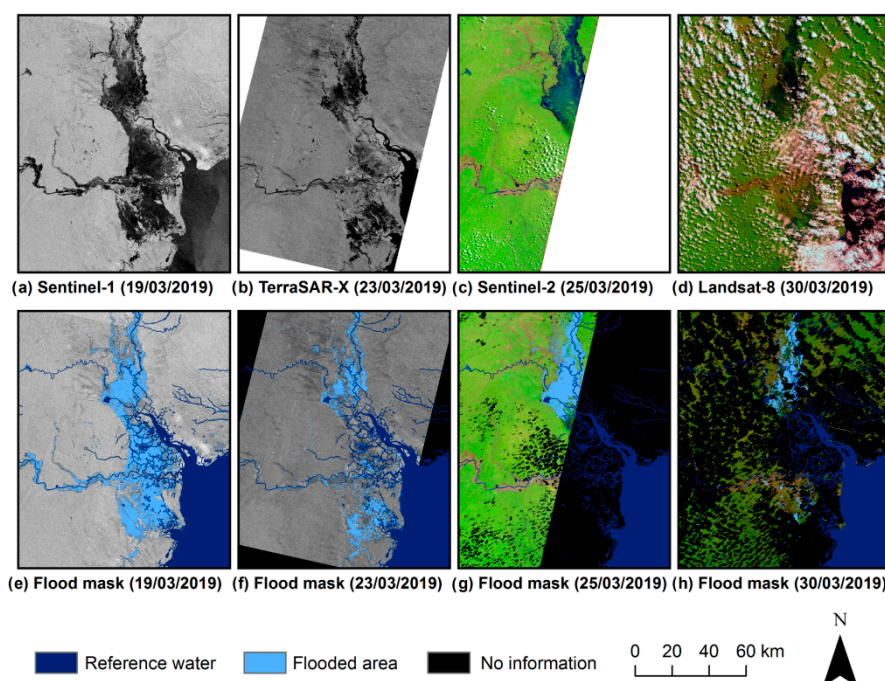 (a) Sentinel-1 (19/03/2019) (b) TerraSAR-X (23/03/2019) (c) Sentinel-2 (25/03/2019) (d) Landsat-8 (30/03/2019)
(e) Flood mask (19/03/2019) (f) Flood mask (23/03/2019) (g) Flood mask (25/03/2019) (h) Flood mask (30/03/2019)
N
Reference water Flooded area No information 0 20 40 60 km